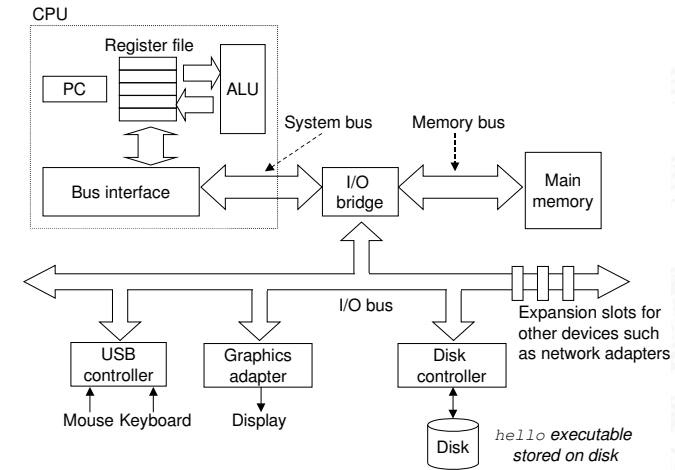 CPU
Register file
PC
ALU
System bus
Memory bus
Bus interface
I/O
bridge
Main
memory
I/O bus
Expansion slots for
other devices such
as network adapters
USB
controller
Graphics
adapter
Disk
controller
Mouse Keyboard
Display
Disk
hello executable
stored on disk